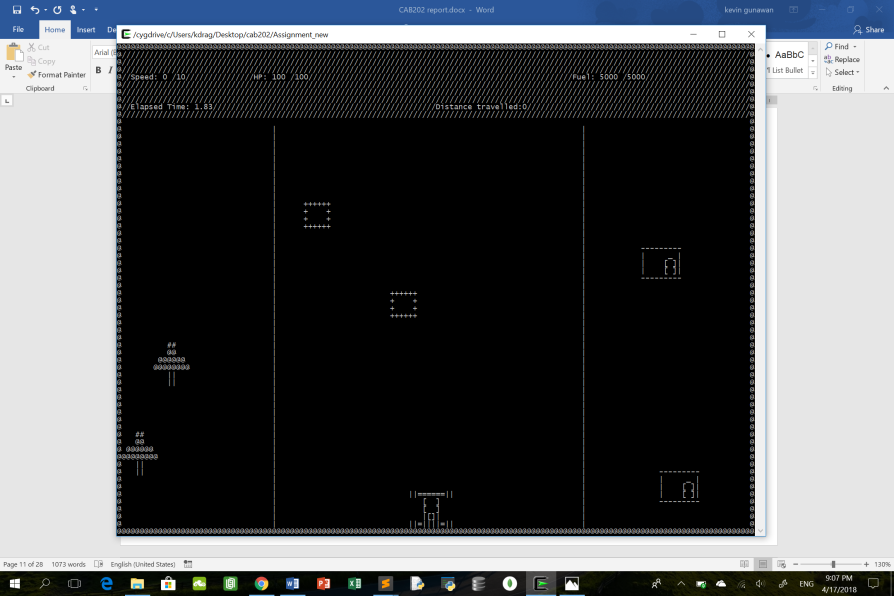 CAB202 report.docx - Word
kevin gunawan
File Home Insert De
Share
Paste
Cut
Copy
Format Painter
Clipboard
Arial (B
B I
/cygdrive/c/Users/kdrag/Desktop/cab202/Assignment_new
AaBbC
List Bullet
Find
Replace
Select
Editing
Speed: 0 10 HP: 100 100 Fuel: 5000 5000
Elapsed Time: 1.85 Distance travelled:0
Page 11 of 28 1073 words English (United States)
130%
ENG
9:07 PM
4/17/2018